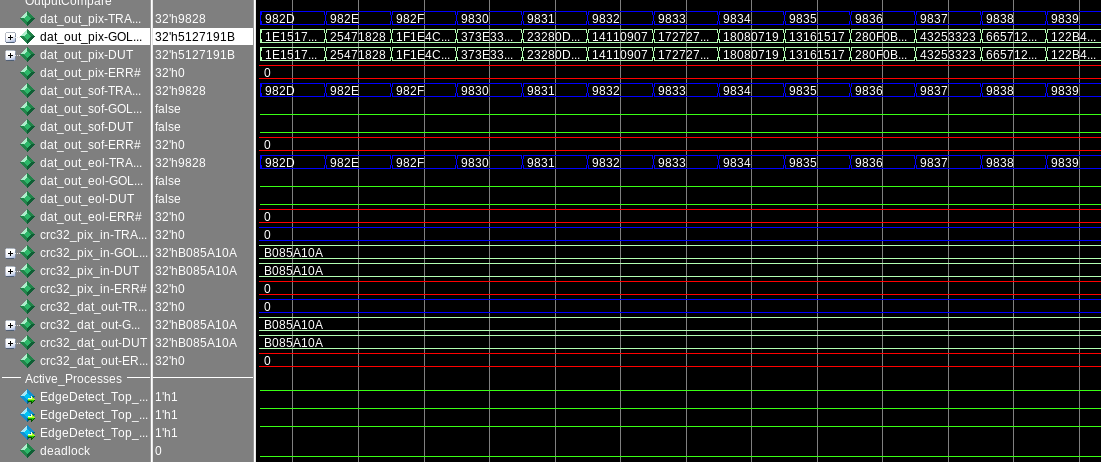 OutputCompare
dat_out_pix-TRA... 32'h9828 982D 982E 982F 9830 9831 9832 9833 9834 9835 9836 9837 9838 9839
dat_out_pix-GOL... 32'h5127191B 1E1517... 25471828 1F1E4C... 373E33... 23280D... 14110907 172727... 18080719 13161517 280F0B... 43253323 665712... 122B4...
dat_out_pix-DUT 32'h5127191B 1E1517... 25471828 1F1E4C... 373E33... 23280D... 14110907 172727... 18080719 13161517 280F0B... 43253323 665712... 122B4...
dat_out_pix-ERR# 32'h0 0
dat_out_sof-TRA... 32'h9828 982D 982E 982F 9830 9831 9832 9833 9834 9835 9836 9837 9838 9839
dat_out_sof-GOL... false
dat_out_sof-DUT false
dat_out_sof-ERR# 32'h0 0
dat_out_eol-TRA... 32'h9828 982D 982E 982F 9830 9831 9832 9833 9834 9835 9836 9837 9838 9839
dat_out_eol-GOL... false
dat_out_eol-DUT false
dat_out_eol-ERR# 32'h0 0
crc32_pix_in-TRA... 32'h0 0
crc32_pix_in-GOL... 32'hB085A10A B085A10A
crc32_pix_in-DUT 32'hB085A10A B085A10A
crc32_pix_in-ERR# 32'h0 0
crc32_dat_out-TR... 32'h0 0
crc32_dat_out-G... 32'hB085A10A B085A10A
crc32_dat_out-DUT 32'hB085A10A B085A10A
crc32_dat_out-ER... 32'h0 0
Active_Processes
EdgeDetect_Top_... 1'h1
EdgeDetect_Top_... 1'h1
EdgeDetect_Top_... 1'h1
deadlock 0